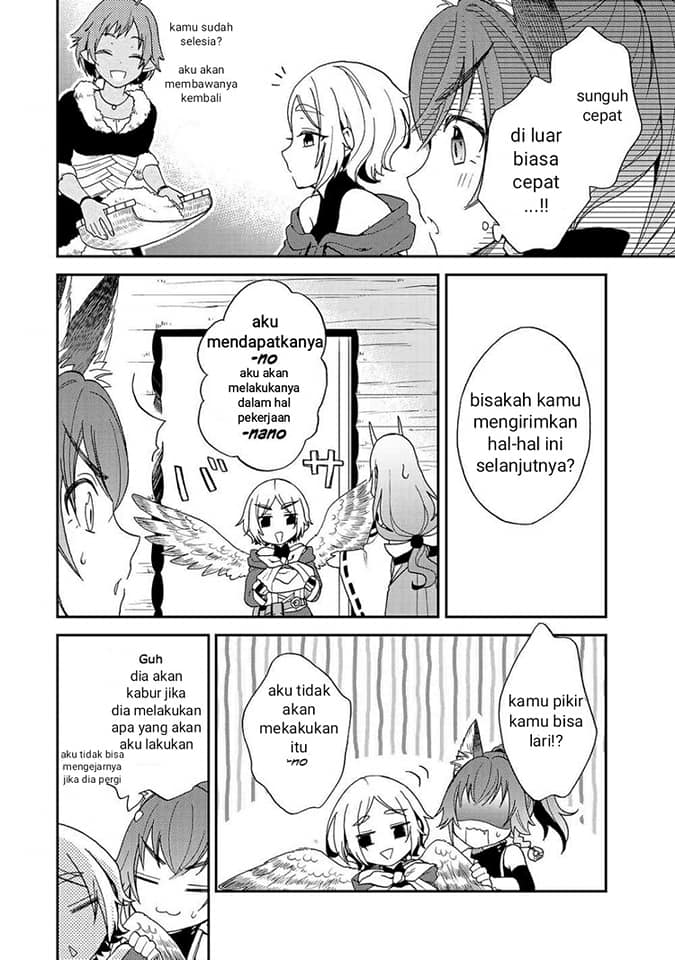 sunguh
cepat
di luar
biasa
cepat
...!!
kamu sudah
selesia?
aku akan
membawanya
kembali
bisakah kamu
mengirimkan
hal-hal ini
selanjutnya?
aku
mendapatkanya
-no
aku akan
melakukanya
dalam hal
pekerjaan
-nano
kamu pikir
kamu bisa
lari!?
aku tidak
akan
mekakukan
itu
-no
Guh
dia akan
kabur jika
dia melakukan
apa yang akan
aku lakukan
aku tidak bisa
mengejarnya
jika dia pergi